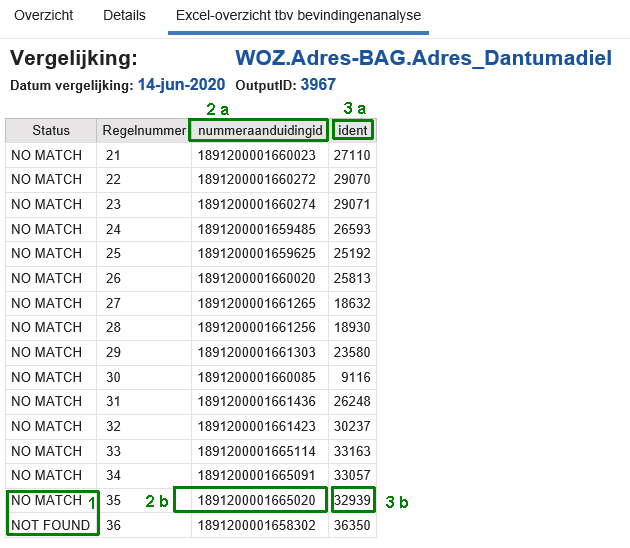 Overzicht Details Excel-overzicht tbv bevindingenanalyse
Vergelijking: WOZ.Adres-BAG.Adres_Dantumadiel
Datum vergelijking: 14-jun-2020 OutputID: 3967
2 a 3 a
Status Regelnummer nummeraanduidingid ident
NO MATCH 21 1891200001660023 27110
NO MATCH 22 1891200001660272 29070
NO MATCH 23 1891200001660274 29071
NO MATCH 24 1891200001659485 26593
NO MATCH 25 1891200001659625 25192
NO MATCH 26 1891200001660020 25813
NO MATCH 27 1891200001661265 18632
NO MATCH 28 1891200001661256 18930
NO MATCH 29 1891200001661303 23580
NO MATCH 30 1891200001660085 9116
NO MATCH 31 1891200001661436 26248
NO MATCH 32 1891200001661423 30237
NO MATCH 33 1891200001665114 33163
NO MATCH 34 1891200001665091 33057
NO MATCH 1 35 2 b 1891200001665020 32939 3 b
NOT FOUND 36 1891200001658302 36350